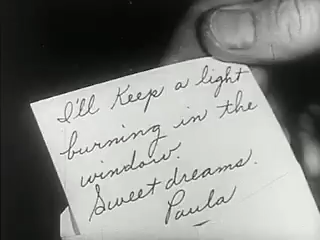 I'll Keep a light
burning in the
window.
Sweet dreams.
Paula